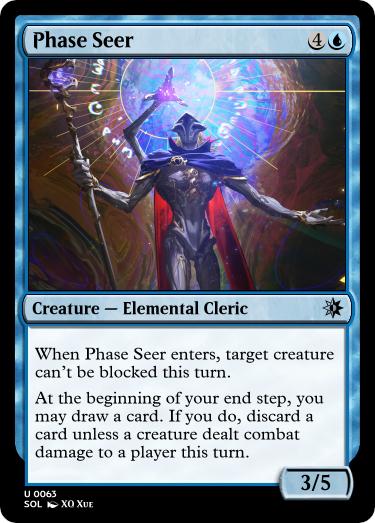 Phase Seer 4
Creature — Elemental Cleric
When Phase Seer enters, target creature
can't be blocked this turn.
At the beginning of your end step, you
may draw a card. If you do, discard a
card unless a creature dealt combat
damage to a player this turn.
3/5
U 0063
SOL XO XUE